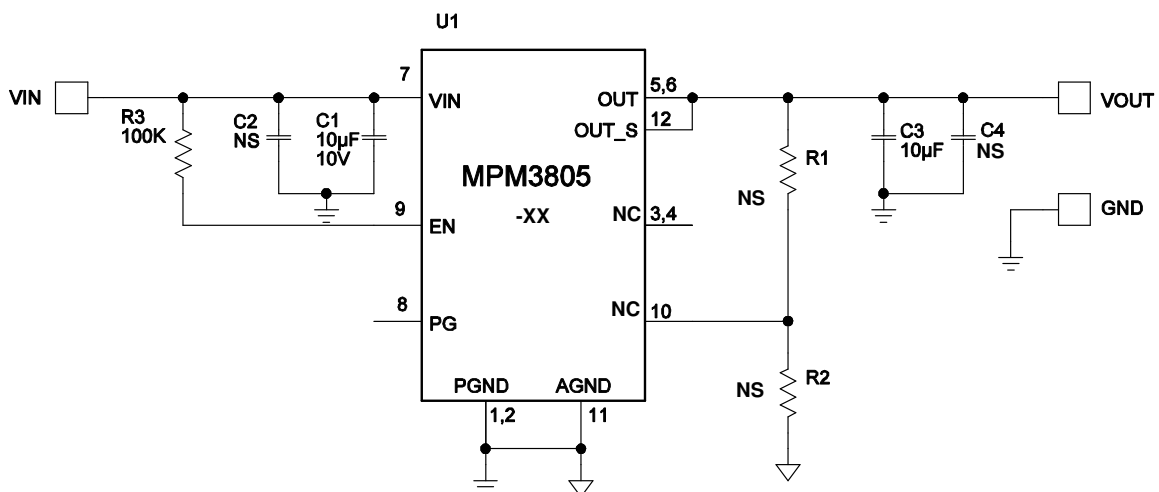 U1
7
5,6
VIN
VIN
OUT
VOUT
R3
100K
C2
NS
C1
10µF
10V
12
OUT_S
C3
10µF
C4
NS
R1
NS
MPM3805
-XX
9
EN
NC
3,4
GND
8
PG
NC
10
PGND
AGND
NS
R2
1,2
11